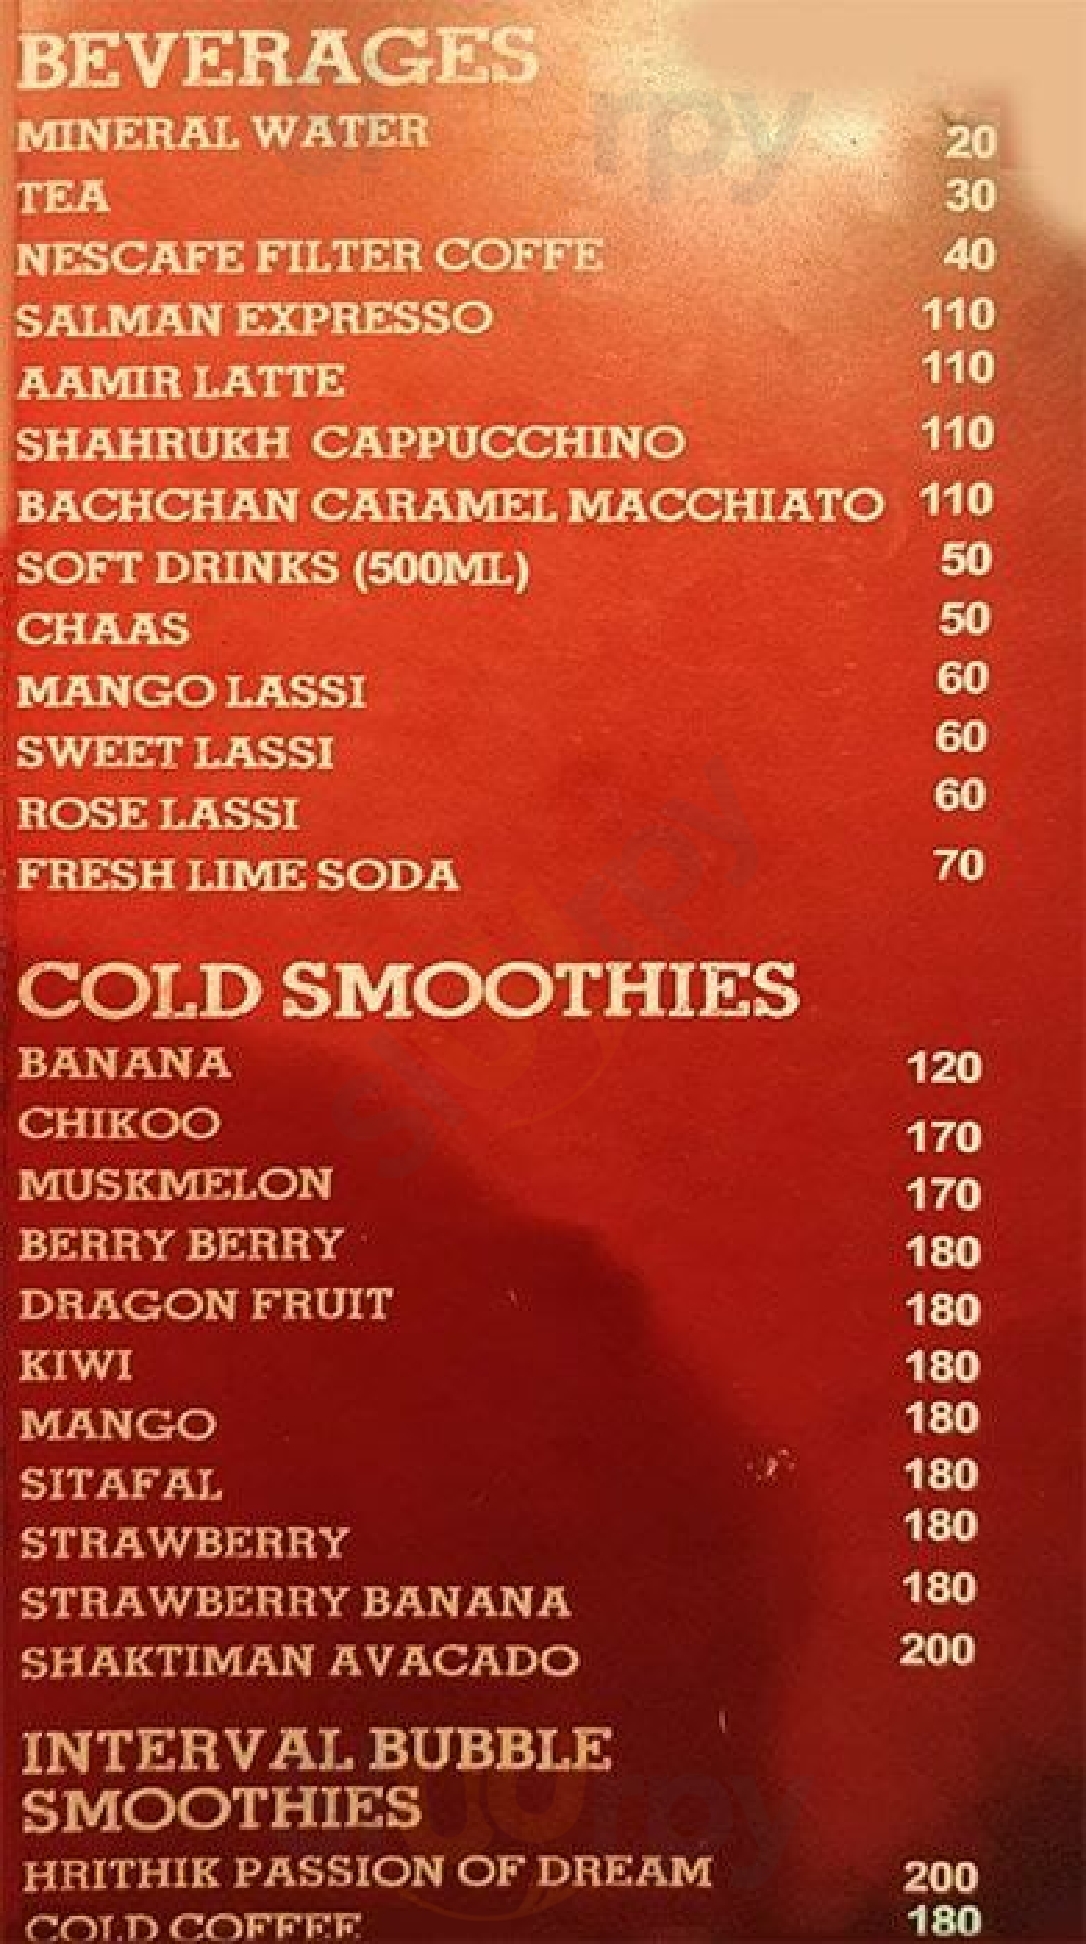 BEVERAGES
MINERAL WATER 20
TEA 30
NESCAFE FILTER COFFE 40
SALMAN EXPRESSO 110
AAMIR LATTE 110
SHAHRUKH CAPPUCCHINO 110
BACHCHAN CARAMEL MACCHIATO 110
SOFT DRINKS (500ML) 50
CHAAS 50
MANGO LASSI 60
SWEET LASSI 60
ROSE LASSI 60
FRESH LIME SODA 70
COLD SMOOTHIES
BANANA 120
CHIKOO 170
MUSKMELON 170
BERRY BERRY 180
DRAGON FRUIT 180
KIWI 180
MANGO 180
SITAFAL 180
STRAWBERRY 180
STRAWBERRY BANANA 180
SHAKTIMAN AVACADO 200
INTERVAL BUBBLE
SMOOTHIES
HRITHIK PASSION OF DREAM 200
COLD COFFEE 180
slurpy